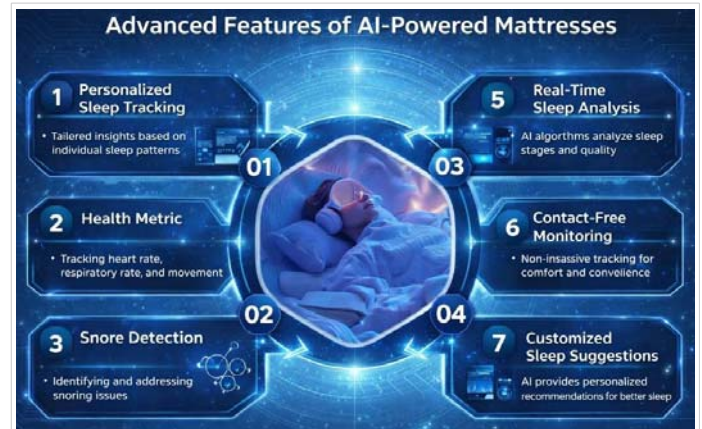 Advanced Features of AI-Powered Mattresses
1
Personalized
Sleep Tracking
• Tailored insights based on
individual sleep patterns
01
2
Health Metric
• Tracking heart rate,
respiratory rate, and movement
02
3
Snore Detection
• Identifying and addressing
snoring issues
5
Real-Time
Sleep Analysis
• AI algorthms analyze sleep
stages and quality
03
6
Contact-Free
Monitoring
• Non-insassive tracking for
comfort and convelience
04
7
Customized
Sleep Suggestions
AI provides personalized
recommendations for better sleep